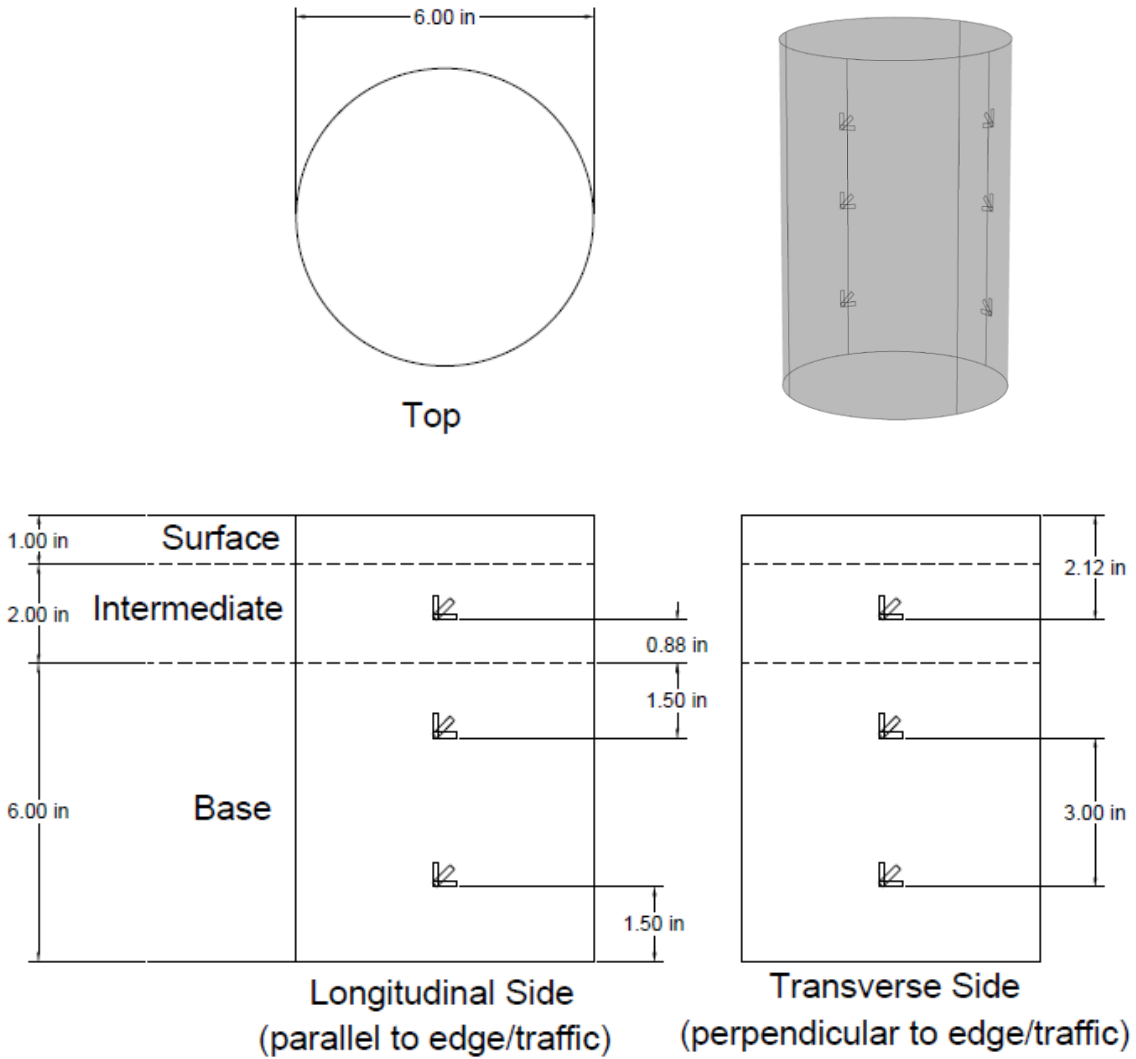 6.00 in
Top
1.00 in
Surface
2.12 in
2.00 in
Intermediate
0.88 in
1.50 in
6.00 in
Base
3.00 in
1.50 in
Longitudinal Side
(parallel to edge/traffic)
Transverse Side
(perpendicular to edge/traffic)